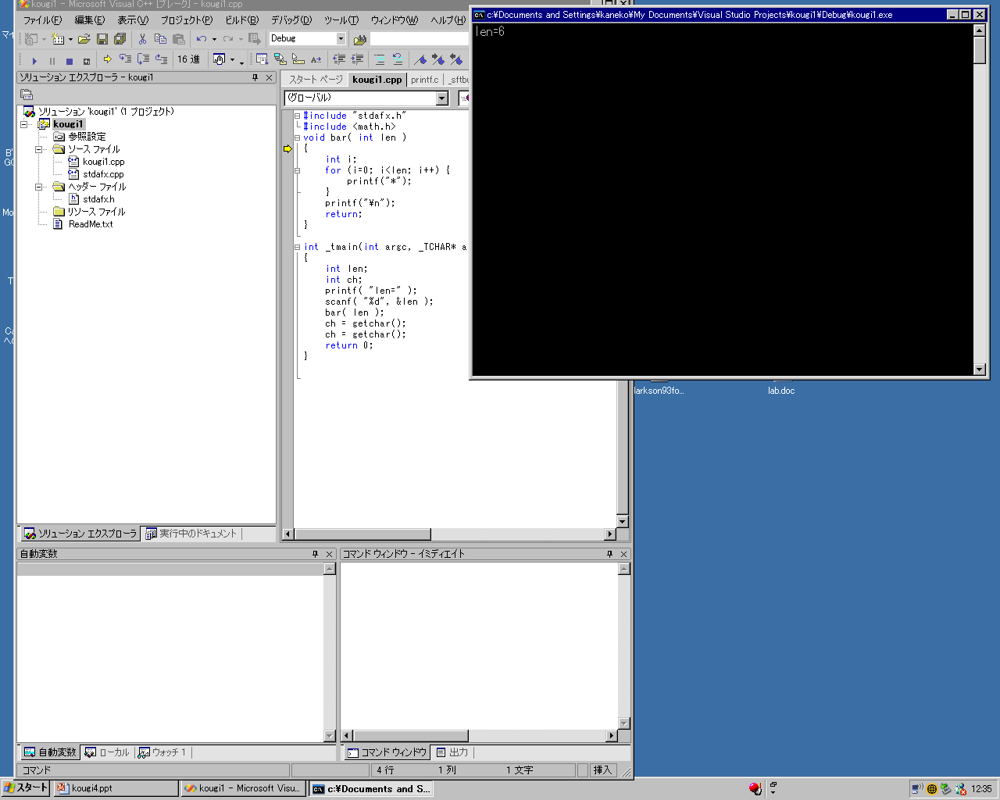 kougi1 - Microsoft Visual C++ [ブレーク] - kougi1.cpp
ファイル(F) 編集(E) 表示(V) プロジェクト(P) ビルド(B) デバッグ(D) ツール(T) ウィンドウ(W) ヘルプ(H)
Debug
16 進
ソリューション エクスプローラ - kougi1
ソリューション 'kougi1' (1 プロジェクト)
kougi1
参照設定
ソース ファイル
kougi1.cpp
stdafx.cpp
ヘッダー ファイル
stdafx.h
リソース ファイル
ReadMe.txt
ソリューション エクスプローラ 実行中のドキュメント
スタート ページ kougi1.cpp printf.c _sftbu
(グローバル)
#include "stdafx.h"
#include <math.h>
void bar( int len )
{
int i;
for (i=0; i<len; i++) {
printf("*");
}
printf("¥n");
return;
}
int _tmain(int argc, _TCHAR* a
{
int len;
int ch;
printf( "len=" );
scanf( "%d", &len );
bar( len );
ch = getchar();
ch = getchar();
return 0;
}
c:¥Documents and Settings¥kaneko¥My Documents¥Visual Studio Projects¥kougi1¥Debug¥kougi1.exe
len=6
マイ
B'
GC
Mo
T
Ca
への
larkson93fo...
lab.doc
自動変数
自動変数 ローカル ウォッチ 1
コマンド ウィンドウ - イミディエイト
コマンド ウィンドウ 出力
コマンド 4 行 1 列 1 文字 挿入
スタート kougi4.ppt kougi1 - Microsoft Visu... c:¥Documents and S... 12:35